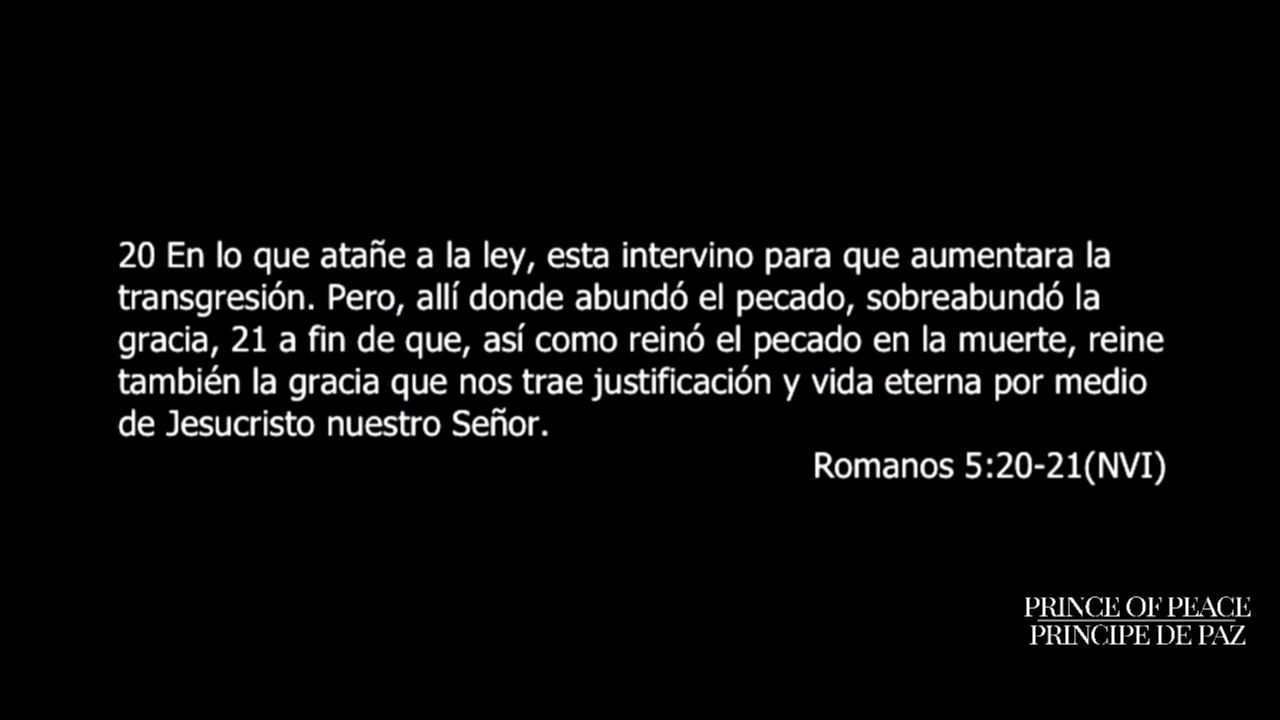 20 En lo que atañe a la ley, esta intervino para que aumentara la
transgresión. Pero, allí donde abundó el pecado, sobreabundó la
gracia, 21 a fin de que, así como reinó el pecado en la muerte, reine
también la gracia que nos trae justificación y vida eterna por medio
de Jesucristo nuestro Señor.
Romanos 5:20-21(NVI)
PRINCE OF PEACE
PRINCIPE DE PAZ